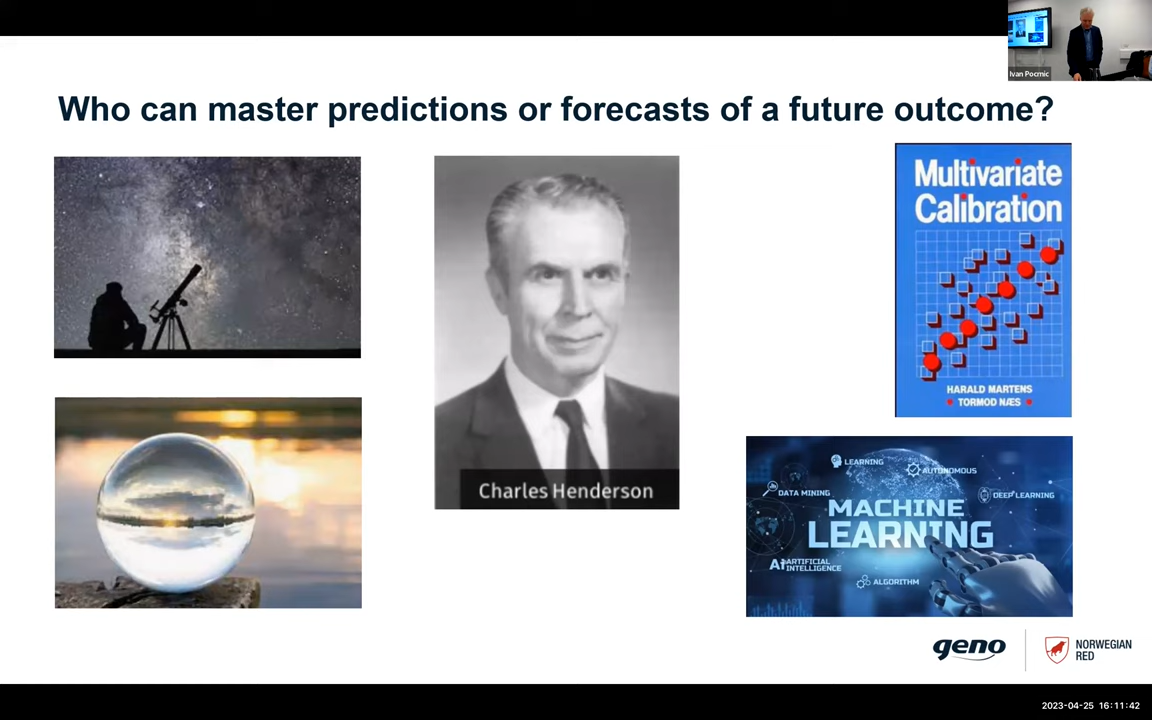 Ivan Pocrnic
Who can master predictions or forecasts of a future outcome?
Charles Henderson
Multivariate
Calibration
HARALD MARTENS
• TORMOD NÆS •
LEARNING
AUTONOMOUS
DATA MINING
DEEP LEARNING
MACHINE
LEARNING
AI ARTIFICIAL
INTELLIGENCE
ALGORITHM
geno
NORWEGIAN
RED
2023-04-25 16:11:42